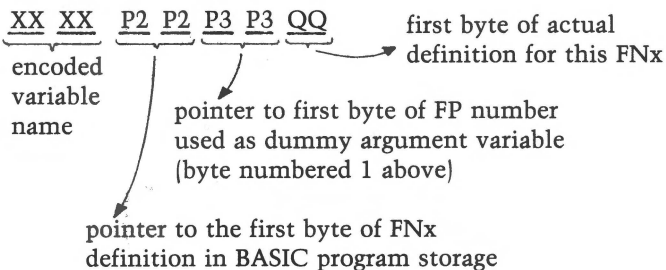 XX XX P2 P2 P3 P3 QQ
first byte of actual
definition for this FNx
encoded
variable
name
pointer to first byte of FP number
used as dummy argument variable
(byte numbered 1 above)
pointer to the first byte of FNx
definition in BASIC program storage